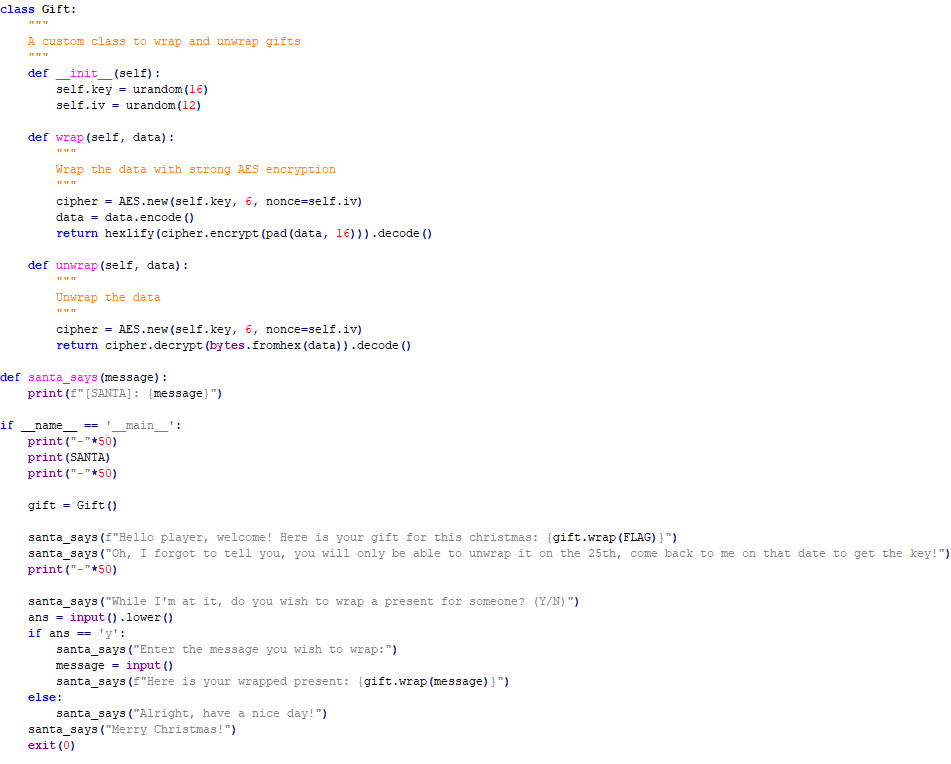 class Gift:
    """
    A custom class to wrap and unwrap gifts
    """
    def __init__(self):
        self.key = urandom(16)
        self.iv = urandom(12)

    def wrap(self, data):
        """
        Wrap the data with strong AES encryption
        """
        cipher = AES.new(self.key, 6, nonce=self.iv)
        data = data.encode()
        return hexlify(cipher.encrypt(pad(data, 16))).decode()

    def unwrap(self, data):
        """
        Unwrap the data
        """
        cipher = AES.new(self.key, 6, nonce=self.iv)
        return cipher.decrypt(bytes.fromhex(data)).decode()

def santa_says(message):
    print(f"[SANTA]: {message}")

if __name__ == '__main__':
    print("-"*50)
    print(SANTA)
    print("-"*50)

    gift = Gift()

    santa_says(f"Hello player, welcome! Here is your gift for this christmas: {gift.wrap(FLAG)}")
    santa_says("Oh, I forgot to tell you, you will only be able to unwrap it on the 25th, come back to me on that date to get the key!")
    print("-"*50)

    santa_says("While I'm at it, do you wish to wrap a present for someone? (Y/N)")
    ans = input().lower()
    if ans == 'y':
        santa_says("Enter the message you wish to wrap:")
        message = input()
        santa_says(f"Here is your wrapped present: {gift.wrap(message)}")
    else:
        santa_says("Alright, have a nice day!")
    santa_says("Merry Christmas!")
    exit(0)